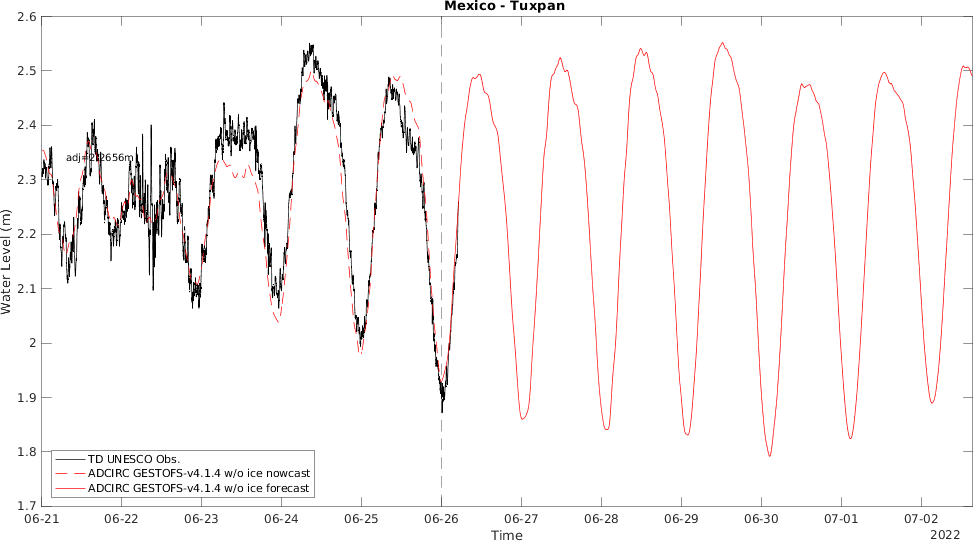 Mexico - Tuxpan
2.6
2.5
2.4
2.3
2.2
2.1
2
1.9
1.8
1.7
Water Level (m)
adj=2.2656m
TD UNESCO Obs.
ADCIRC GESTOFS-v4.1.4 w/o ice nowcast
ADCIRC GESTOFS-v4.1.4 w/o ice forecast
06-21 06-22 06-23 06-24 06-25 06-26 06-27 06-28 06-29 06-30 07-01 07-02
Time
2022